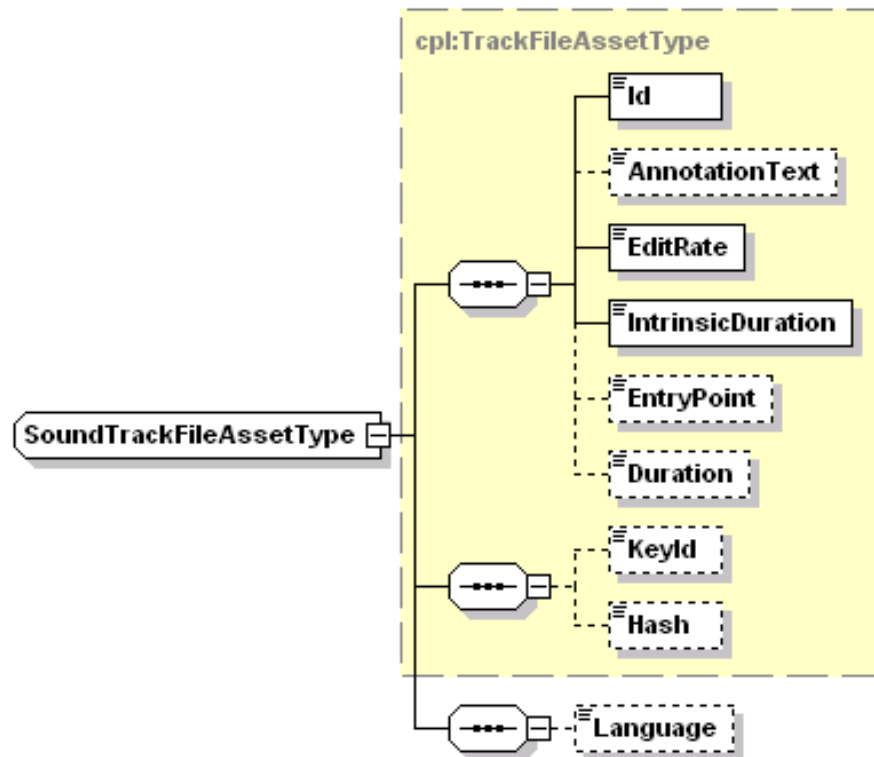 cpl:TrackFileAssetType
Id
AnnotationText
EditRate
IntrinsicDuration
EntryPoint
SoundTrackFileAssetType
Duration
KeyId
Hash
Language